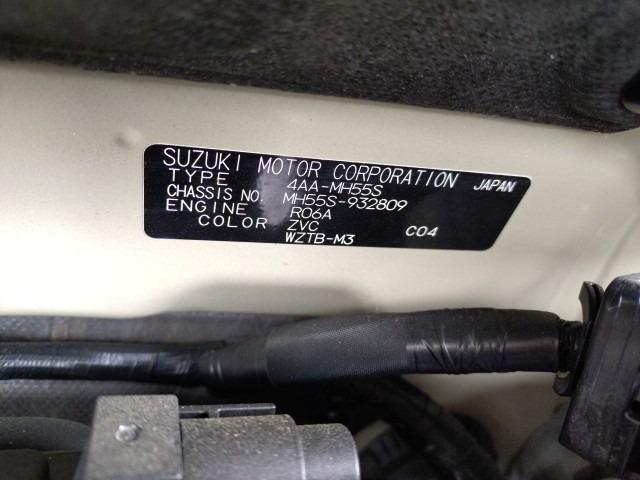 SUZUKI MOTOR CORPORATION JAPAN
TYPE 4AA-MH55S
CHASSIS NO. MH55S-932809
ENGINE R06A
COLOR ZVC C04
WZTB-M3